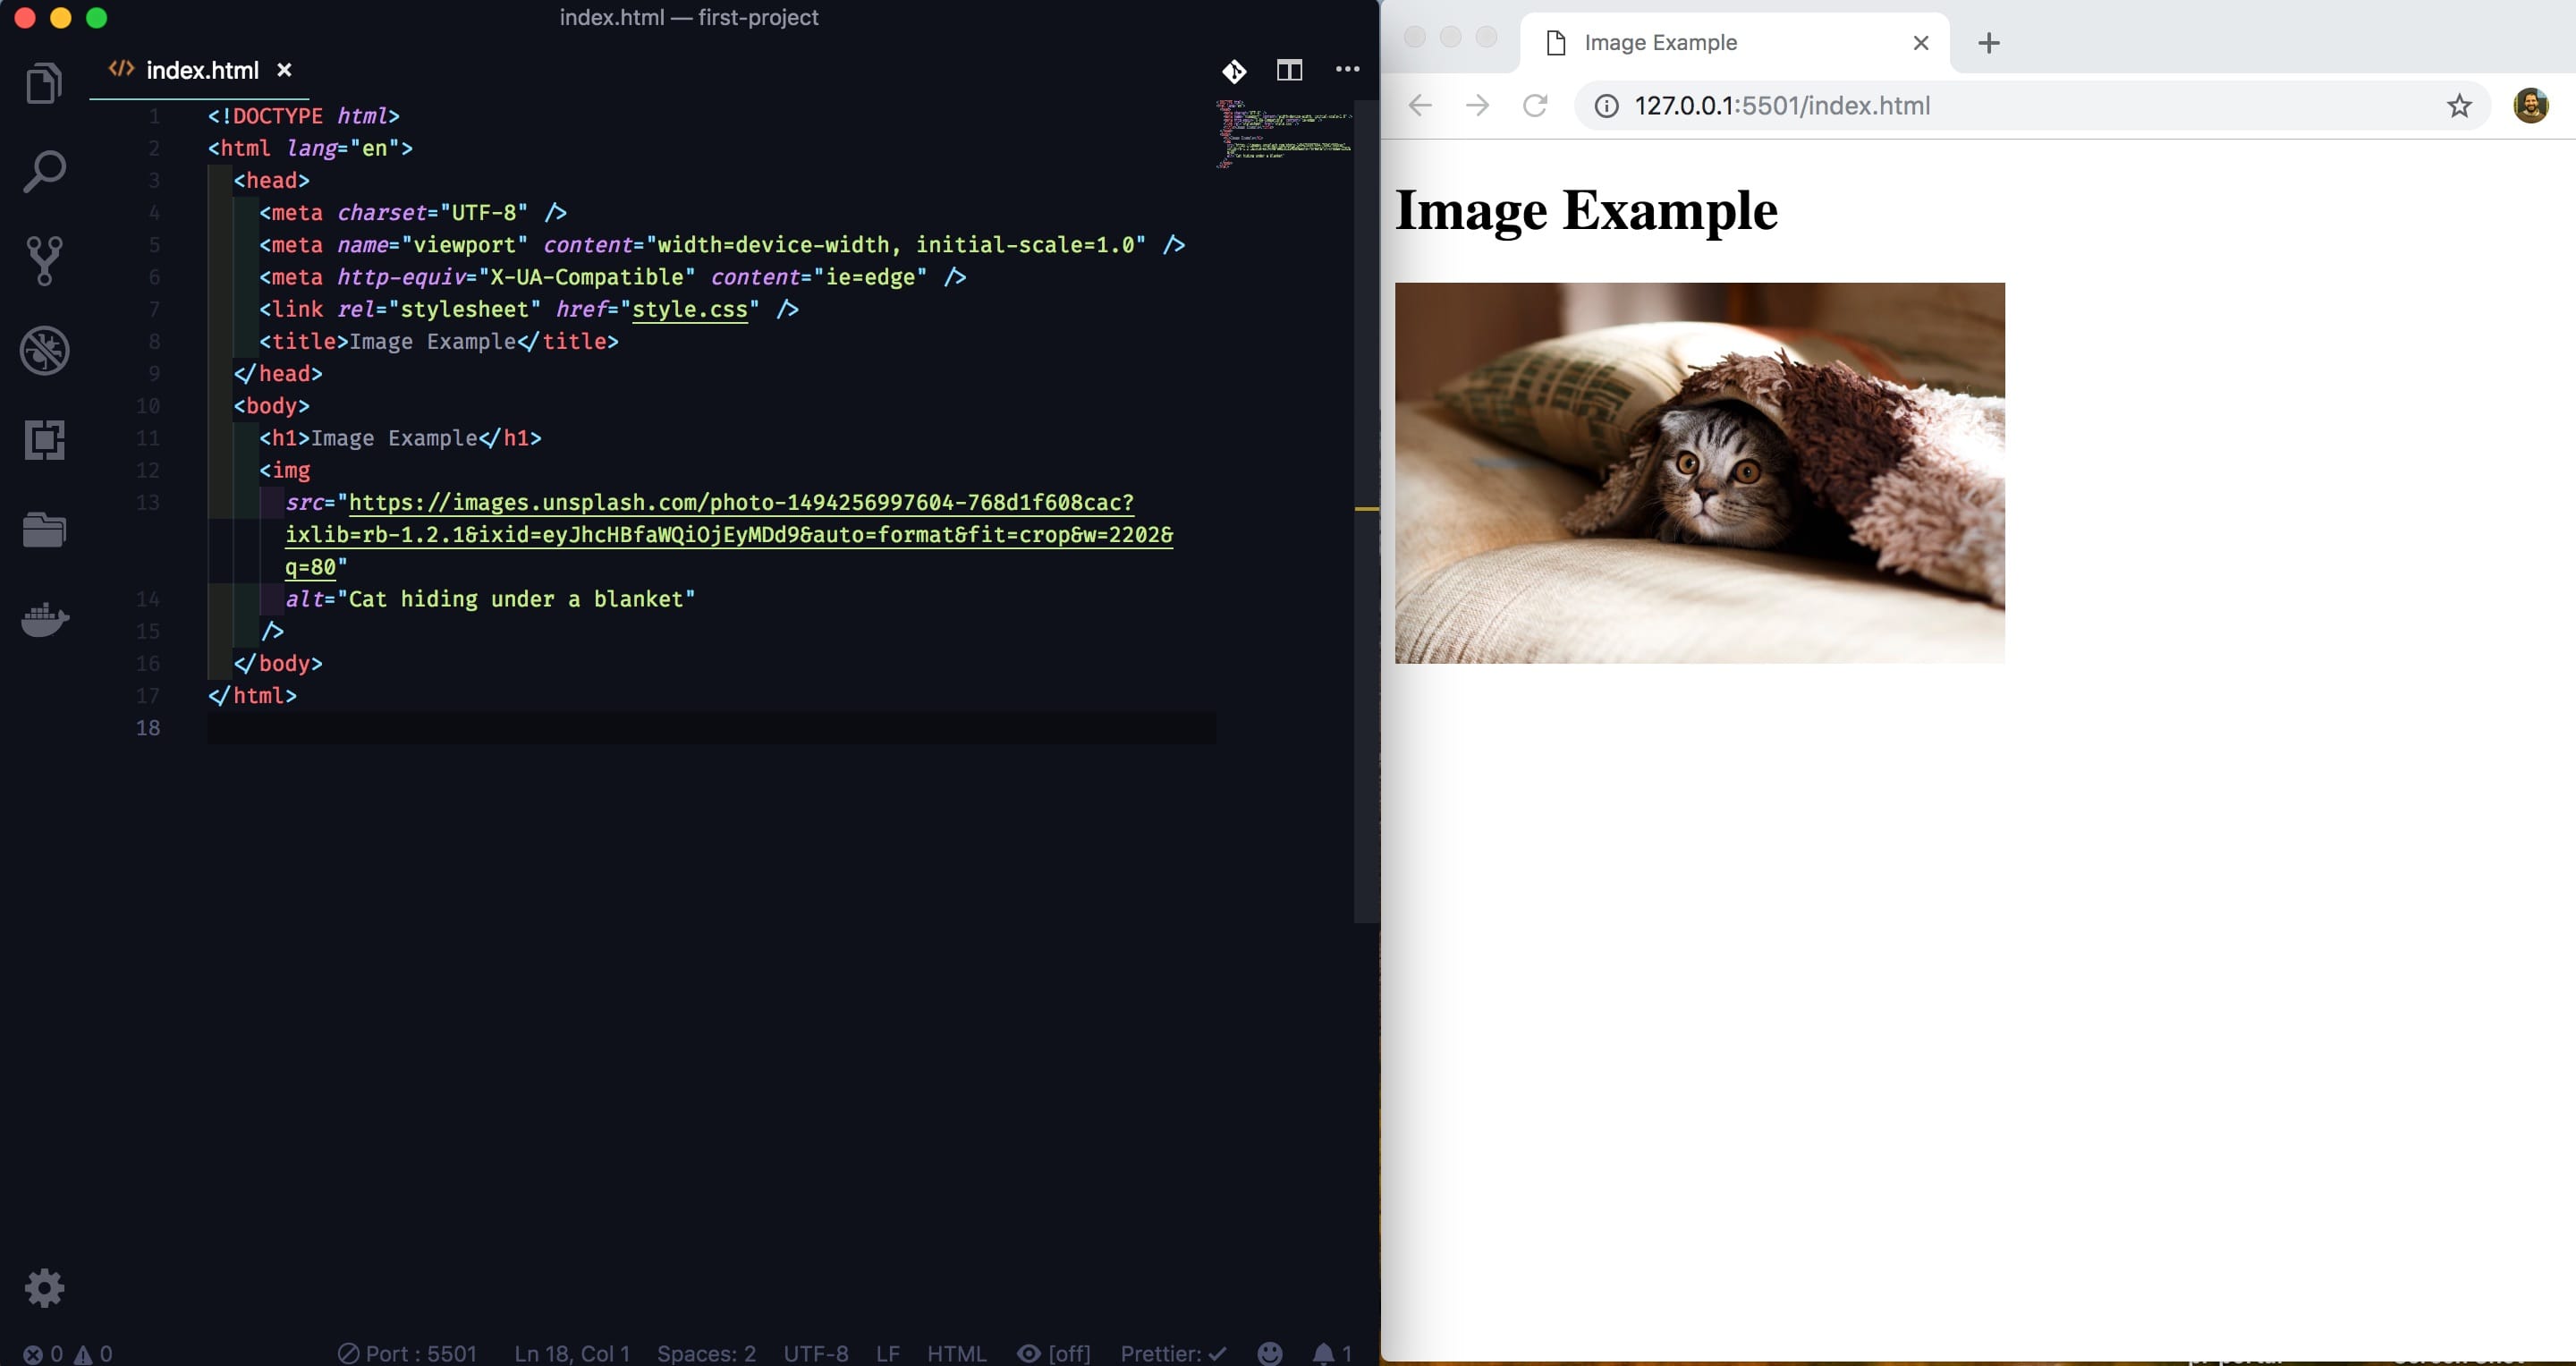 index.html — first-project
index.html
1 <!DOCTYPE html>
2 <html lang="en">
3 <head>
4 <meta charset="UTF-8" />
5 <meta name="viewport" content="width=device-width, initial-scale=1.0" />
6 <meta http-equiv="X-UA-Compatible" content="ie=edge" />
7 <link rel="stylesheet" href="style.css" />
8 <title>Image Example</title>
9 </head>
10 <body>
11 <h1>Image Example</h1>
12 <img
13 src="https://images.unsplash.com/photo-1494256997604-768d1f608cac?
ixlib=rb-1.2.1&ixid=eyJhcHBfaWQiOjEyMDd9&auto=format&fit=crop&w=2202&
q=80"
14 alt="Cat hiding under a blanket"
15 />
16 </body>
17 </html>
18
0 0 Port : 5501 Ln 18, Col 1 Spaces: 2 UTF-8 LF HTML [off] Prettier: ✓ 1
Image Example
127.0.0.1:5501/index.html
Image Example